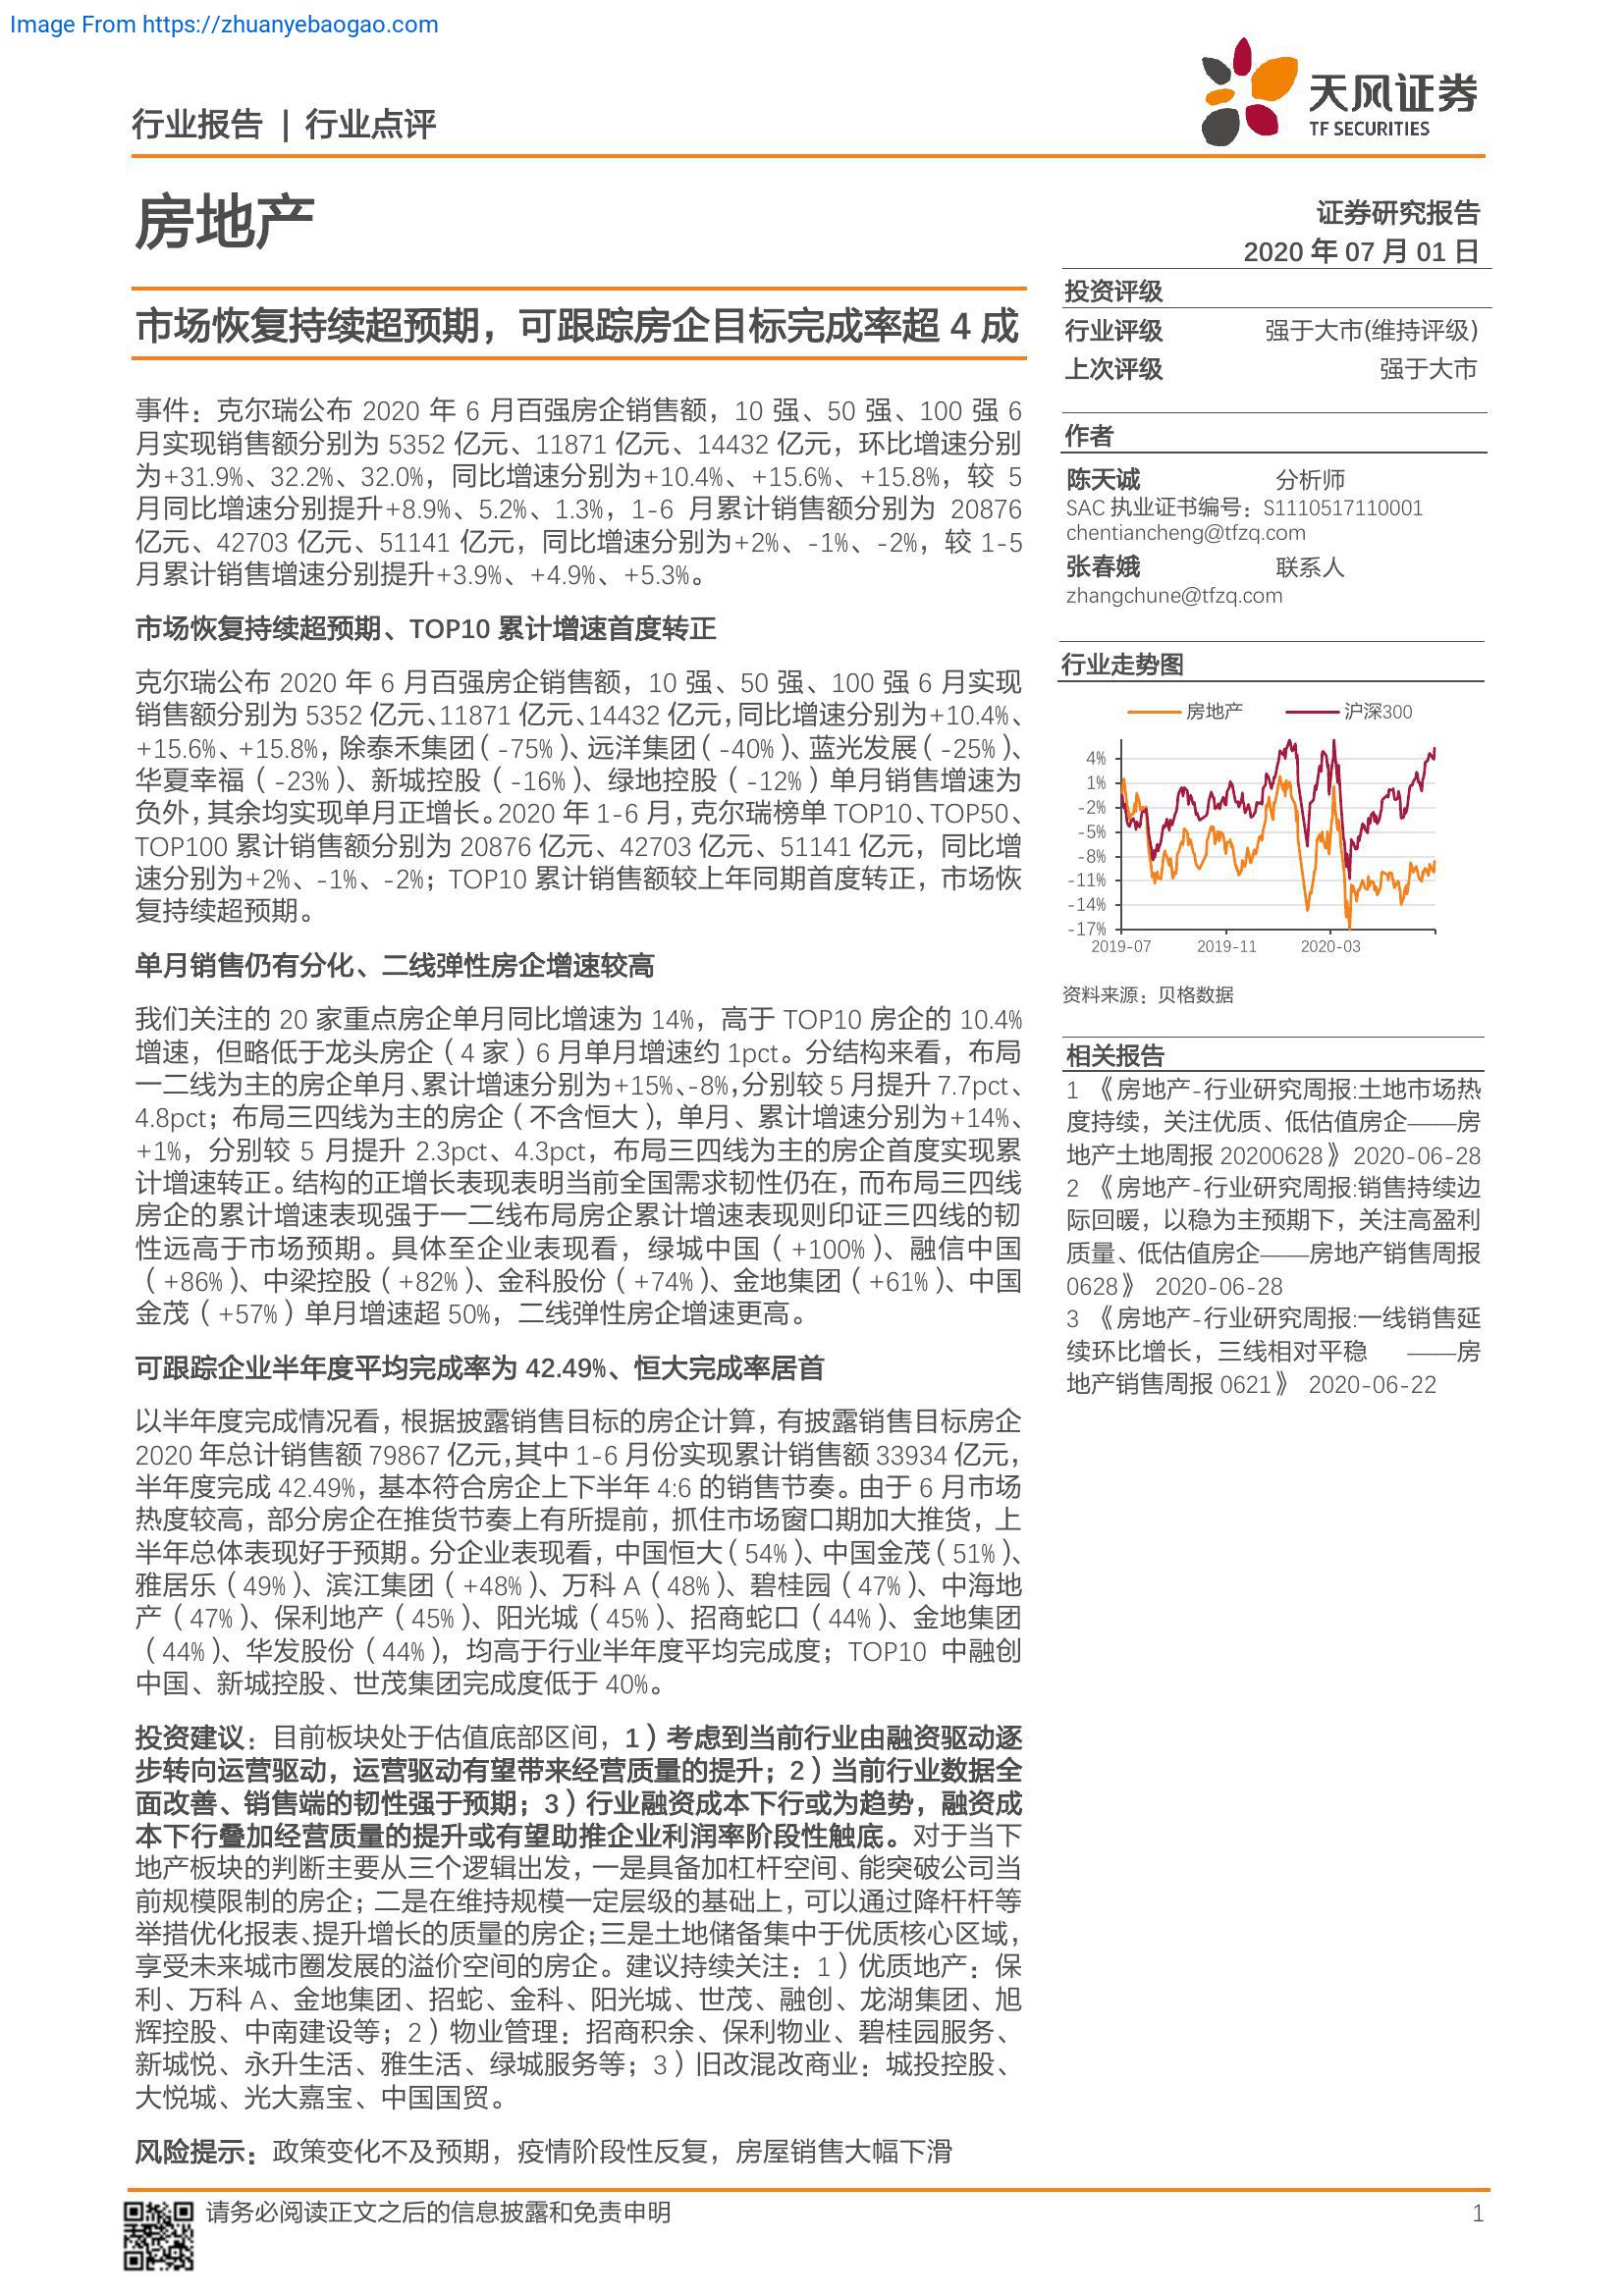 Image From https://zhuanyebaogao.com
天风证券
TF SECURITIES
行业报告 | 行业点评
房地产
证券研究报告
2020 年 07 月 01 日
市场恢复持续超预期，可跟踪房企目标完成率超 4 成
事件：克尔瑞公布 2020 年 6 月百强房企销售额，10 强、50 强、100 强 6
月实现销售额分别为 5352 亿元、11871 亿元、14432 亿元，环比增速分别
为+31.9%、32.2%、32.0%，同比增速分别为+10.4%、+15.6%、+15.8%，较 5
月同比增速分别提升+8.9%、5.2%、1.3%，1-6 月累计销售额分别为 20876
亿元、42703 亿元、51141 亿元，同比增速分别为+2%、-1%、-2%，较 1-5
月累计销售增速分别提升+3.9%、+4.9%、+5.3%。
市场恢复持续超预期、TOP10 累计增速首度转正
克尔瑞公布 2020 年 6 月百强房企销售额，10 强、50 强、100 强 6 月实现
销售额分别为 5352 亿元、11871 亿元、14432 亿元，同比增速分别为+10.4%、
+15.6%、+15.8%，除泰禾集团（-75%）、远洋集团（-40%）、蓝光发展（-25%）、
华夏幸福（-23%）、新城控股（-16%）、绿地控股（-12%）单月销售增速为
负外，其余均实现单月正增长。2020 年 1-6 月，克尔瑞榜单 TOP10、TOP50、
TOP100 累计销售额分别为 20876 亿元、42703 亿元、51141 亿元，同比增
速分别为+2%、-1%、-2%；TOP10 累计销售额较上年同期首度转正，市场恢
复持续超预期。
单月销售仍有分化、二线弹性房企增速较高
我们关注的 20 家重点房企单月同比增速为 14%，高于 TOP10 房企的 10.4%
增速，但略低于龙头房企（4 家）6 月单月增速约 1pct。分结构来看，布局
一二线为主的房企单月、累计增速分别为+15%、-8%，分别较 5 月提升 7.7pct、
4.8pct；布局三四线为主的房企（不含恒大），单月、累计增速分别为+14%、
+1%，分别较 5 月提升 2.3pct、4.3pct，布局三四线为主的房企首度实现累
计增速转正。结构的正增长表现表明当前全国需求韧性仍在，而布局三四线
房企的累计增速表现强于一二线布局房企累计增速表现则印证三四线的韧
性远高于市场预期。具体至企业表现看，绿城中国（+100%）、融信中国
（+86%）、中梁控股（+82%）、金科股份（+74%）、金地集团（+61%）、中国
金茂（+57%）单月增速超 50%，二线弹性房企增速更高。
可跟踪企业半年度平均完成率为 42.49%、恒大完成率居首
以半年度完成情况看，根据披露销售目标的房企计算，有披露销售目标房企
2020 年总计销售额 79867 亿元，其中 1-6 月份实现累计销售额 33934 亿元，
半年度完成 42.49%，基本符合房企上下半年 4:6 的销售节奏。由于 6 月市场
热度较高，部分房企在推货节奏上有所提前，抓住市场窗口期加大推货，上
半年总体表现好于预期。分企业表现看，中国恒大（54%）、中国金茂（51%）、
雅居乐（49%）、滨江集团（+48%）、万科 A（48%）、碧桂园（47%）、中海地
产（47%）、保利地产（45%）、阳光城（45%）、招商蛇口（44%）、金地集团
（44%）、华发股份（44%），均高于行业半年度平均完成度；TOP10 中融创
中国、新城控股、世茂集团完成度低于 40%。
投资建议：目前板块处于估值底部区间，1）考虑到当前行业由融资驱动逐
步转向运营驱动，运营驱动有望带来经营质量的提升；2）当前行业数据全
面改善、销售端的韧性强于预期；3）行业融资成本下行或为趋势，融资成
本下行叠加经营质量的提升或有望助推企业利润率阶段性触底。对于当下
地产板块的判断主要从三个逻辑出发，一是具备加杠杆空间、能突破公司当
前规模限制的房企；二是在维持规模一定层级的基础上，可以通过降杆杆等
举措优化报表、提升增长的质量的房企；三是土地储备集中于优质核心区域，
享受未来城市圈发展的溢价空间的房企。建议持续关注：1）优质地产：保
利、万科 A、金地集团、招蛇、金科、阳光城、世茂、融创、龙湖集团、旭
辉控股、中南建设等；2）物业管理：招商积余、保利物业、碧桂园服务、
新城悦、永升生活、雅生活、绿城服务等；3）旧改混改商业：城投控股、
大悦城、光大嘉宝、中国国贸。
风险提示：政策变化不及预期，疫情阶段性反复，房屋销售大幅下滑
投资评级
行业评级 强于大市(维持评级)
上次评级 强于大市
作者
陈天诚 分析师
SAC 执业证书编号：S1110517110001
chentiancheng@tfzq.com
张春娥 联系人
zhangchune@tfzq.com
行业走势图
房地产 沪深300
4%
1%
-2%
-5%
-8%
-11%
-14%
-17%
2019-07 2019-11 2020-03
资料来源：贝格数据
相关报告
1 《房地产-行业研究周报:土地市场热
度持续，关注优质、低估值房企——房
地产土地周报 20200628》 2020-06-28
2 《房地产-行业研究周报:销售持续边
际回暖，以稳为主预期下，关注高盈利
质量、低估值房企——房地产销售周报
0628》 2020-06-28
3 《房地产-行业研究周报:一线销售延
续环比增长，三线相对平稳 ——房
地产销售周报 0621》 2020-06-22
请务必阅读正文之后的信息披露和免责申明 1